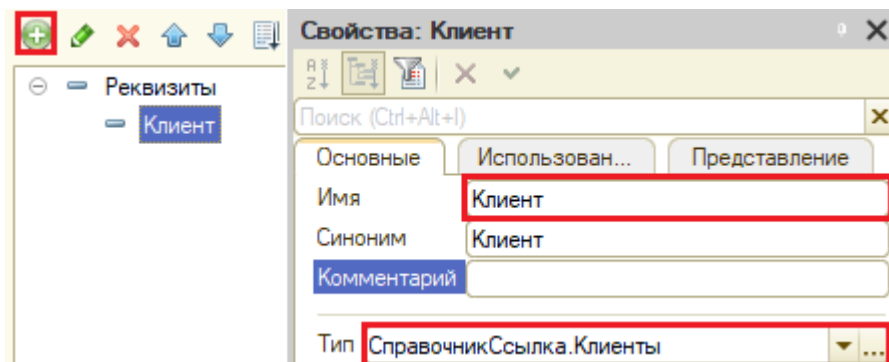 Свойства: Клиент
Реквизиты
Клиент
Поиск (Ctrl+Alt+I)
Основные Использован... Представление
Имя Клиент
Синоним Клиент
Комментарий
Тип СправочникСсылка.Клиенты ...